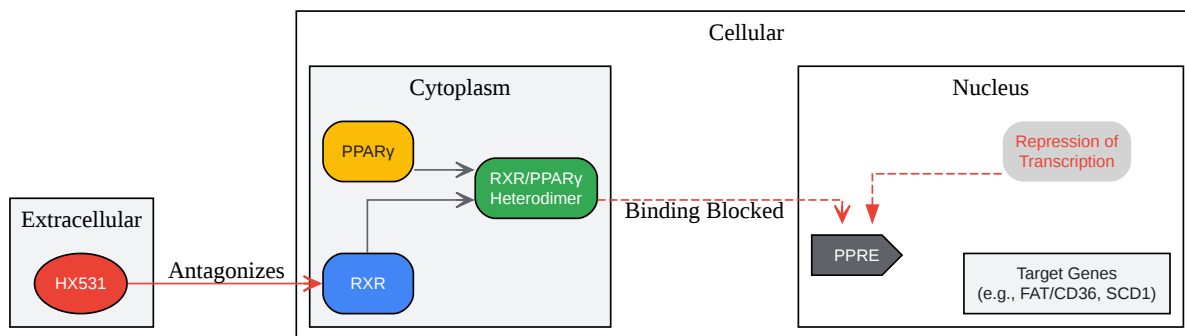 Cellular
Cytoplasm
Nucleus
PPARγ
Repression of
Transcription
RXR/PPARγ
Heterodimer
Extracellular
Binding Blocked
HX531
Antagonizes
RXR
PPRE
Target Genes
(e.g., FAT/CD36, SCD1)